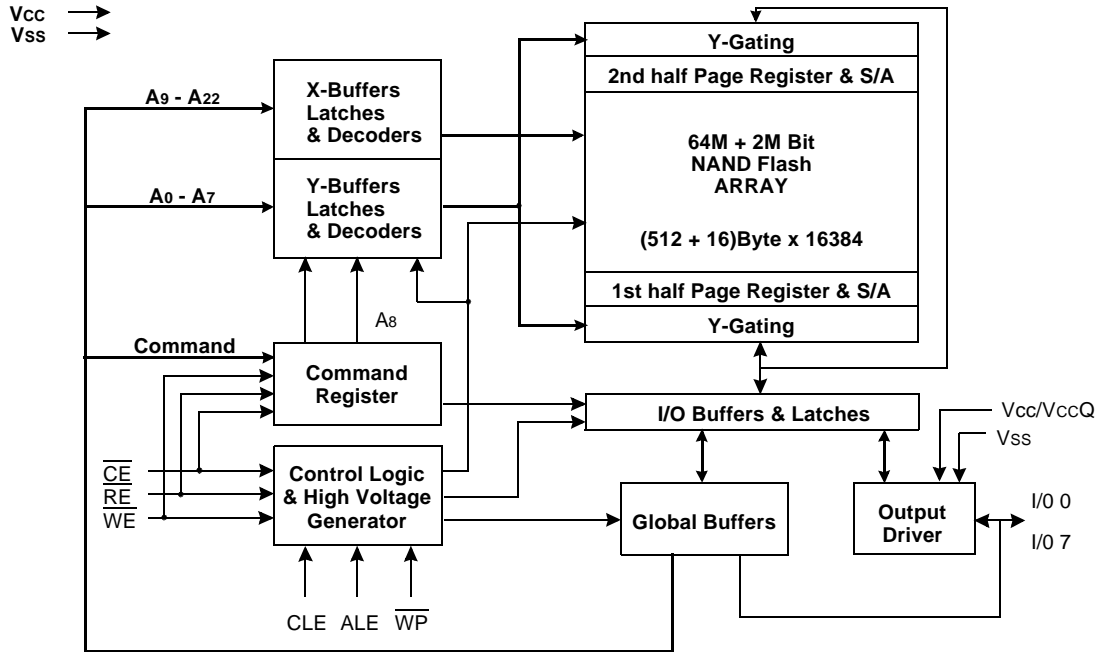 VCC
VSS
A9 - A22
X-Buffers
Latches
& Decoders
A0 - A7
Y-Buffers
Latches
& Decoders
A8
Command
Command
Register
CE
RE
WE
Control Logic
& High Voltage
Generator
CLE ALE WP
Y-Gating
2nd half Page Register & S/A
64M + 2M Bit
NAND Flash
ARRAY
(512 + 16)Byte x 16384
1st half Page Register & S/A
Y-Gating
I/O Buffers & Latches
Vcc/VCCQ
VSS
Global Buffers
Output
Driver
I/0 0
I/0 7